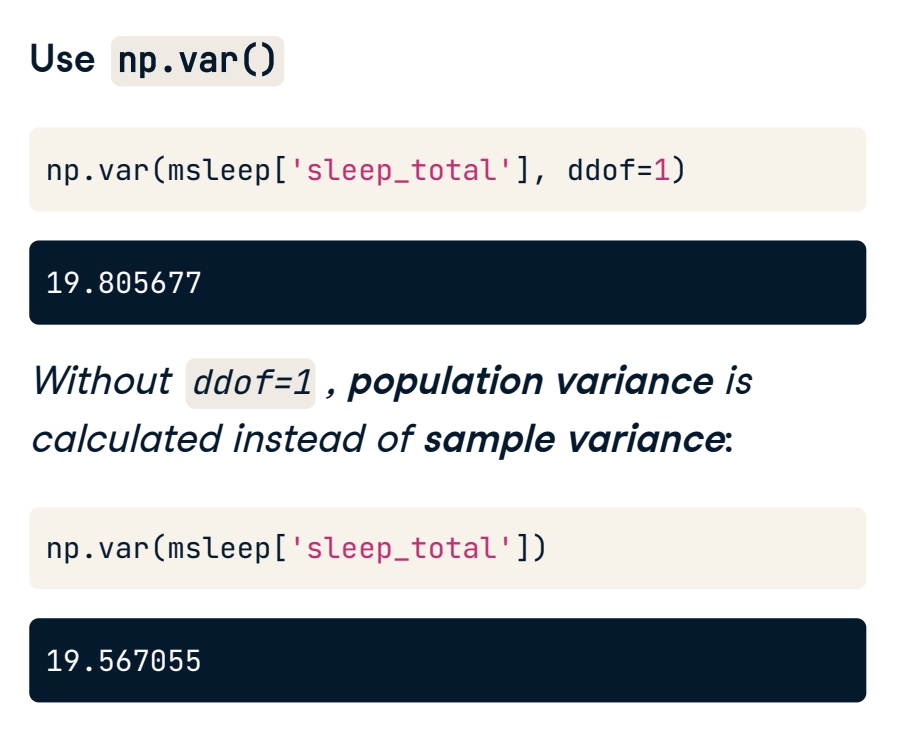 Use np.var()
np.var(msleep['sleep_total'], ddof=1)
19.805677
Without ddof=1 , population variance is
calculated instead of sample variance:
np.var(msleep['sleep_total'])
19.567055